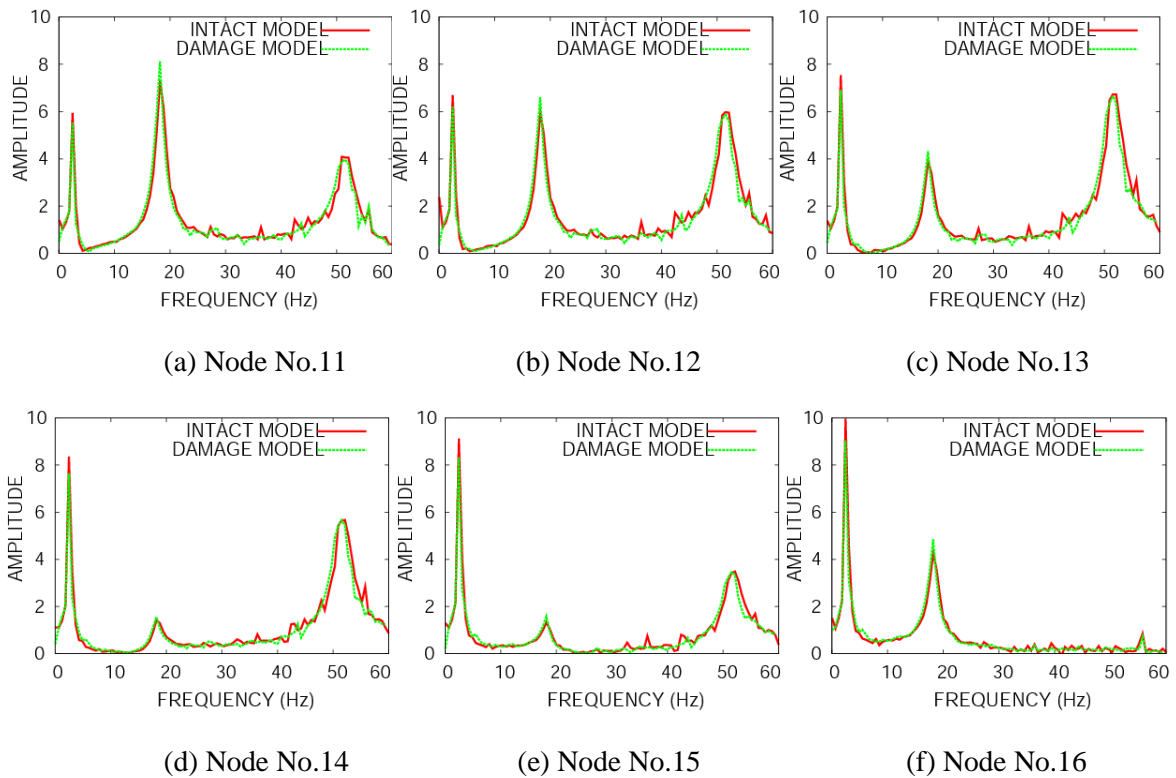 10
8
6
4
2
0
AMPLITUDE
INTACT MODEL
DAMAGE MODEL
0 10 20 30 40 50 60
FREQUENCY (Hz)
(a) Node No.11
10
8
6
4
2
0
AMPLITUDE
INTACT MODEL
DAMAGE MODEL
0 10 20 30 40 50 60
FREQUENCY (Hz)
(b) Node No.12
10
8
6
4
2
0
AMPLITUDE
INTACT MODEL
DAMAGE MODEL
0 10 20 30 40 50 60
FREQUENCY (Hz)
(c) Node No.13
10
8
6
4
2
0
AMPLITUDE
INTACT MODEL
DAMAGE MODEL
0 10 20 30 40 50 60
FREQUENCY (Hz)
(d) Node No.14
10
8
6
4
2
0
AMPLITUDE
INTACT MODEL
DAMAGE MODEL
0 10 20 30 40 50 60
FREQUENCY (Hz)
(e) Node No.15
10
8
6
4
2
0
AMPLITUDE
INTACT MODEL
DAMAGE MODEL
0 10 20 30 40 50 60
FREQUENCY (Hz)
(f) Node No.16